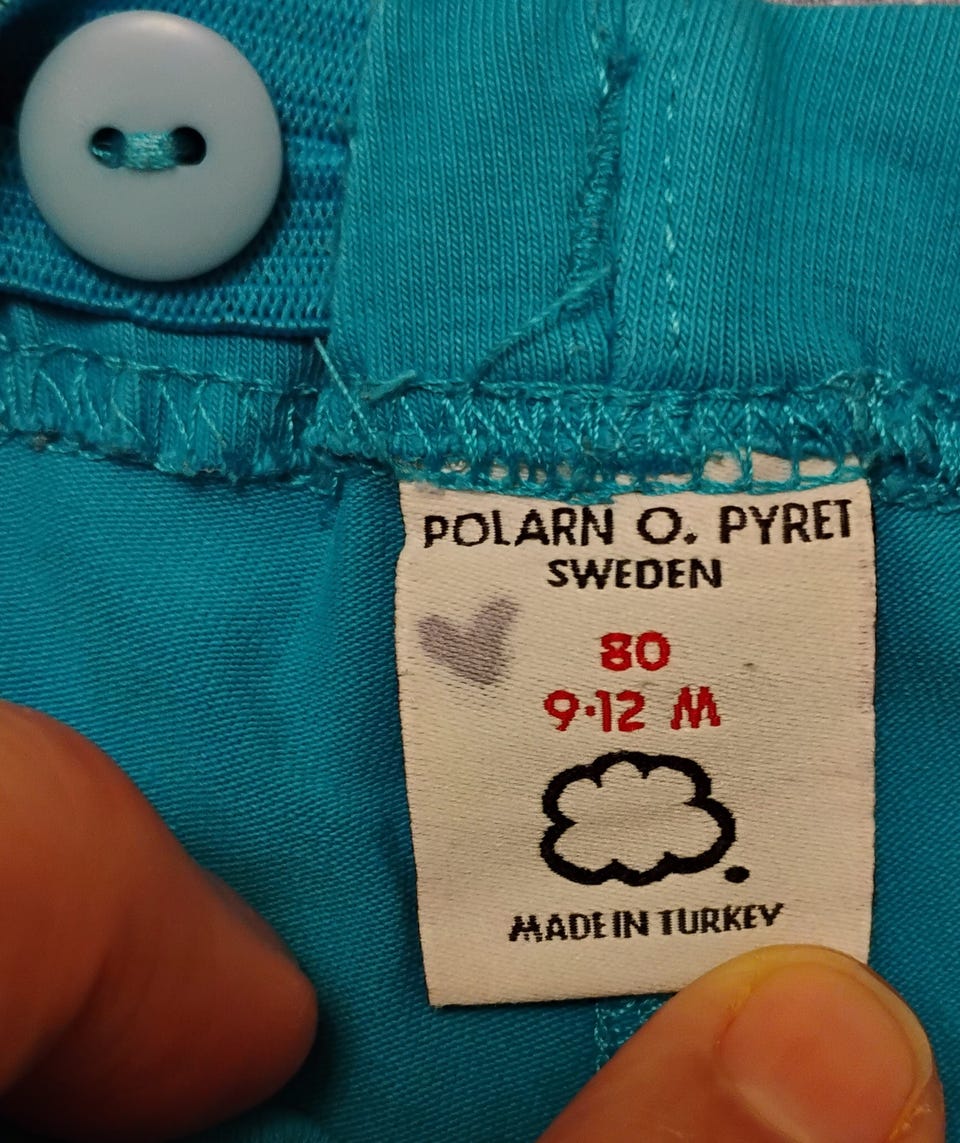 POLARN O. PYRET
SWEDEN
80
9-12 M
MADE IN TURKEY